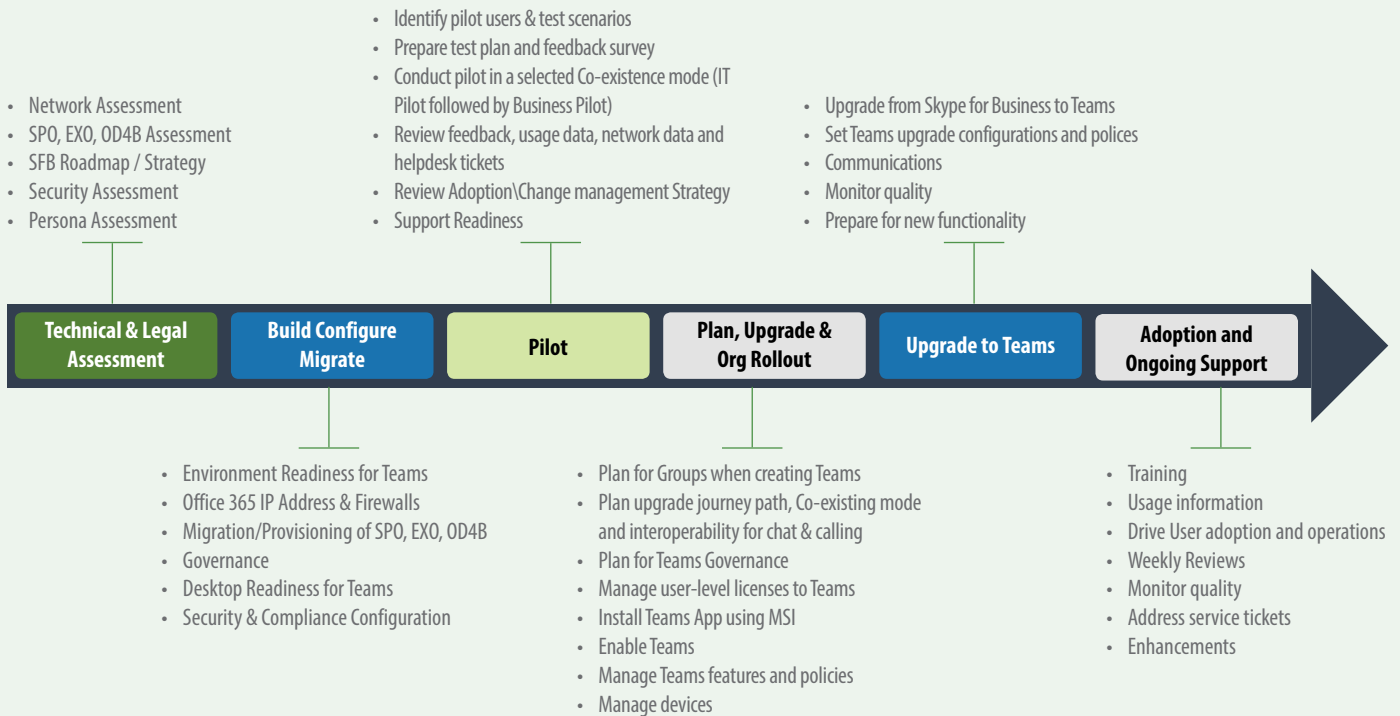 • Identify pilot users & test scenarios
• Prepare test plan and feedback survey
• Conduct pilot in a selected Co-existence mode (IT
Pilot followed by Business Pilot)
• Review feedback, usage data, network data and
helpdesk tickets
• Review Adoption\Change management Strategy
• Support Readiness
• Network Assessment
• SPO, EXO, OD4B Assessment
• SFB Roadmap / Strategy
• Security Assessment
• Persona Assessment
• Upgrade from Skype for Business to Teams
• Set Teams upgrade configurations and polices
• Communications
• Monitor quality
• Prepare for new functionality
Technical & Legal
Assessment
Build Configure
Migrate
Pilot
Plan, Upgrade &
Org Rollout
Upgrade to Teams
Adoption and
Ongoing Support
• Environment Readiness for Teams
• Office 365 IP Address & Firewalls
• Migration/Provisioning of SPO, EXO, OD4B
• Governance
• Desktop Readiness for Teams
• Security & Compliance Configuration
• Plan for Groups when creating Teams
• Plan upgrade journey path, Co-existing mode
and interoperability for chat & calling
• Plan for Teams Governance
• Manage user-level licenses to Teams
• Install Teams App using MSI
• Enable Teams
• Manage Teams features and policies
• Manage devices
• Training
• Usage information
• Drive User adoption and operations
• Weekly Reviews
• Monitor quality
• Address service tickets
• Enhancements